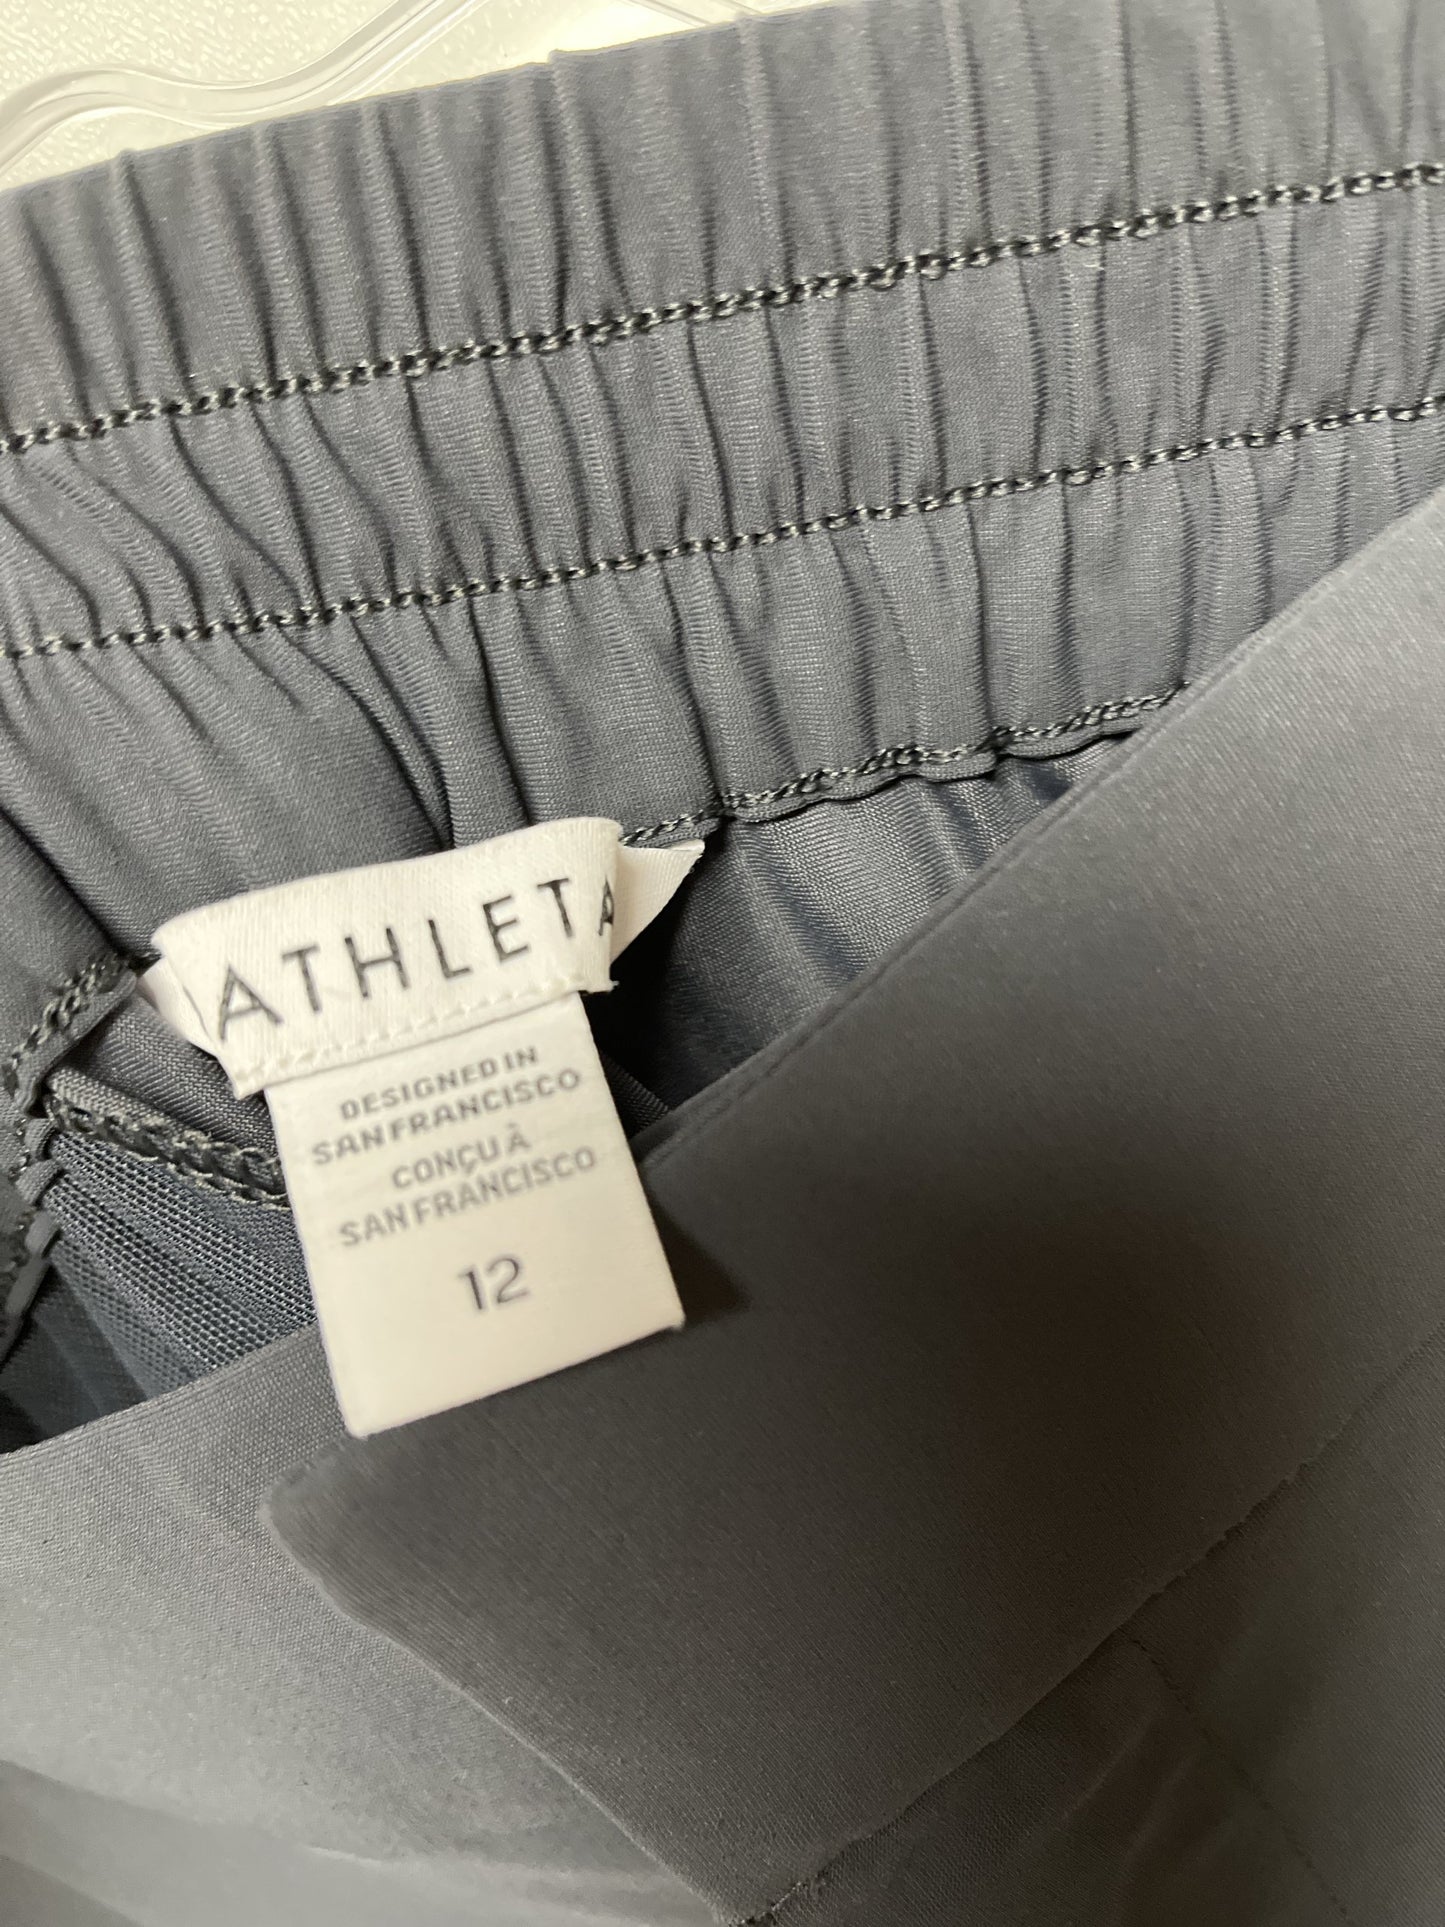 ATHLETA
DESIGNED IN
SAN FRANCISCO
CONÇU À
SAN FRANCISCO
12